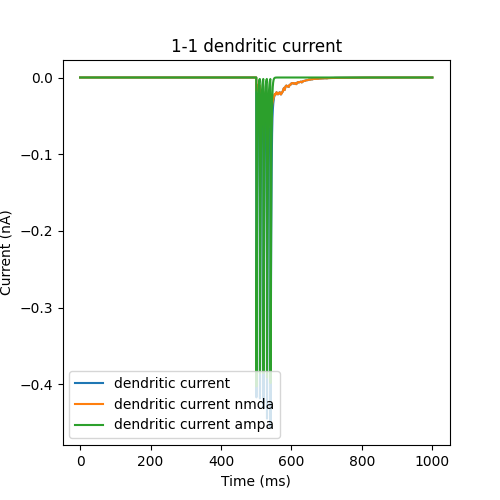 1-1 dendritic current
0.0
−0.1
−0.2
−0.3
−0.4
Current (nA)
dendritic current
dendritic current nmda
dendritic current ampa
0 200 400 600 800 1000
Time (ms)